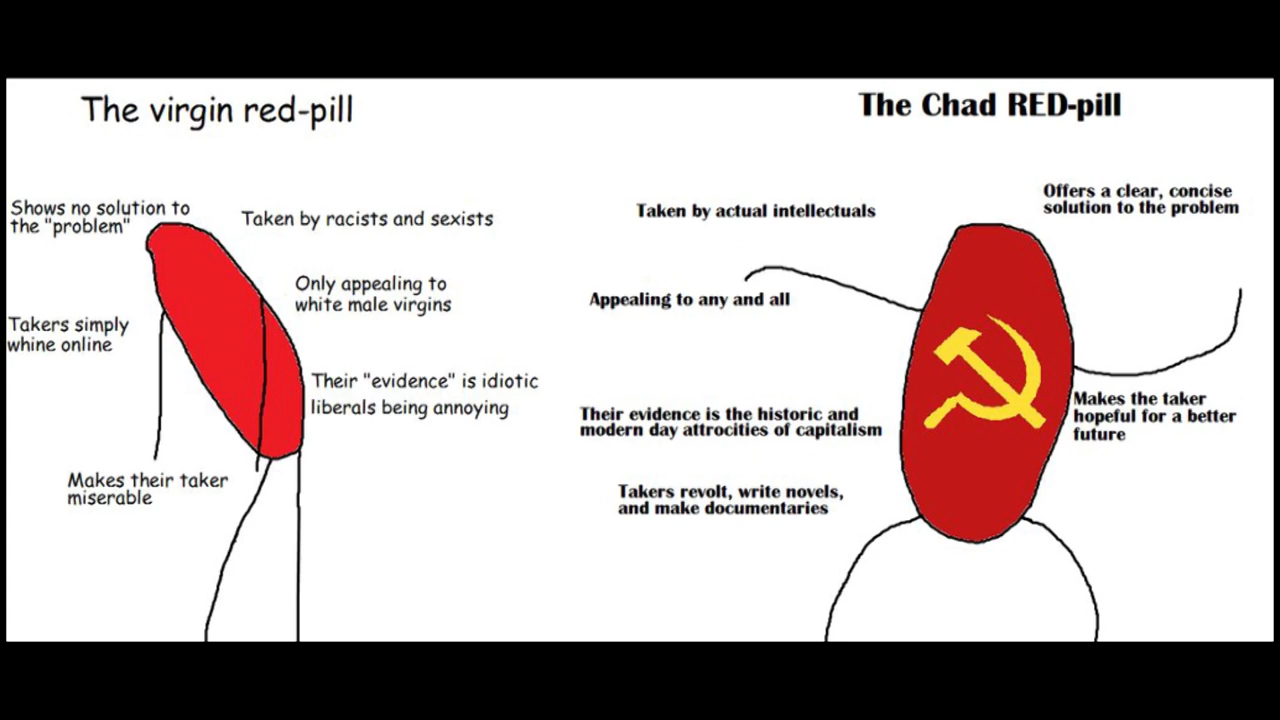 The virgin red-pill
Shows no solution to
the "problem"
Taken by racists and sexists
Only appealing to
white male virgins
Takers simply
whine online
Their "evidence" is idiotic
liberals being annoying
Makes their taker
miserable
The Chad RED-pill
Offers a clear, concise
solution to the problem
Taken by actual intellectuals
Appealing to any and all
Makes the taker
hopeful for a better
future
Their evidence is the historic and
modern day attrocities of capitalism
Takers revolt, write novels,
and make documentaries